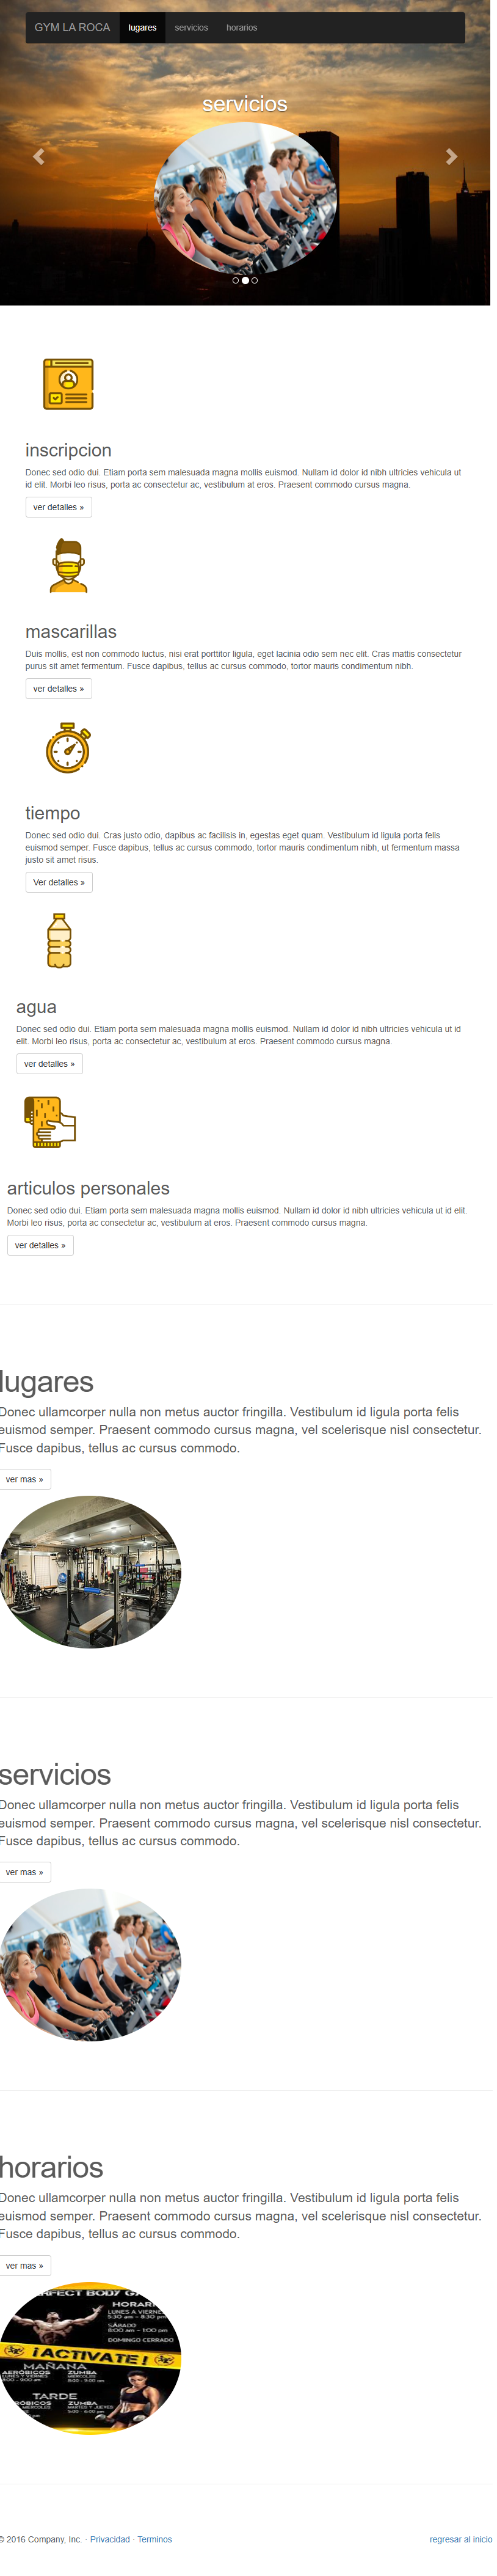 GYM LA ROCA lugares servicios horarios
servicios
inscripcion
Donec sed odio dui. Etiam porta sem malesuada magna mollis euismod. Nullam id dolor id nibh ultricies vehicula ut
id elit. Morbi leo risus, porta ac consectetur ac, vestibulum at eros. Praesent commodo cursus magna.
ver detalles »
mascarillas
Duis mollis, est non commodo luctus, nisi erat porttitor ligula, eget lacinia odio sem nec elit. Cras mattis consectetur
purus sit amet fermentum. Fusce dapibus, tellus ac cursus commodo, tortor mauris condimentum nibh.
ver detalles »
tiempo
Donec sed odio dui. Cras justo odio, dapibus ac facilisis in, egestas eget quam. Vestibulum id ligula porta felis
euismod semper. Fusce dapibus, tellus ac cursus commodo, tortor mauris condimentum nibh, ut fermentum massa
justo sit amet risus.
Ver detalles »
agua
Donec sed odio dui. Etiam porta sem malesuada magna mollis euismod. Nullam id dolor id nibh ultricies vehicula ut id
elit. Morbi leo risus, porta ac consectetur ac, vestibulum at eros. Praesent commodo cursus magna.
ver detalles »
articulos personales
Donec sed odio dui. Etiam porta sem malesuada magna mollis euismod. Nullam id dolor id nibh ultricies vehicula ut id elit.
Morbi leo risus, porta ac consectetur ac, vestibulum at eros. Praesent commodo cursus magna.
ver detalles »
lugares
Donec ullamcorper nulla non metus auctor fringilla. Vestibulum id ligula porta felis
euismod semper. Praesent commodo cursus magna, vel scelerisque nisl consectetur.
Fusce dapibus, tellus ac cursus commodo.
ver mas »
servicios
Donec ullamcorper nulla non metus auctor fringilla. Vestibulum id ligula porta felis
euismod semper. Praesent commodo cursus magna, vel scelerisque nisl consectetur.
Fusce dapibus, tellus ac cursus commodo.
ver mas »
horarios
Donec ullamcorper nulla non metus auctor fringilla. Vestibulum id ligula porta felis
euismod semper. Praesent commodo cursus magna, vel scelerisque nisl consectetur.
Fusce dapibus, tellus ac cursus commodo.
ver mas »
BODY
LUNES A VIERNES
5:30 am – 8:30 pm
SÁBADO
8:00 am – 1:00 pm
DOMINGO CERRADO
¡ACTIVATE!
MAÑANA
ZUMBA
TARDE
ZUMBA
© 2016 Company, Inc. · Privacidad · Terminos
regresar al inicio